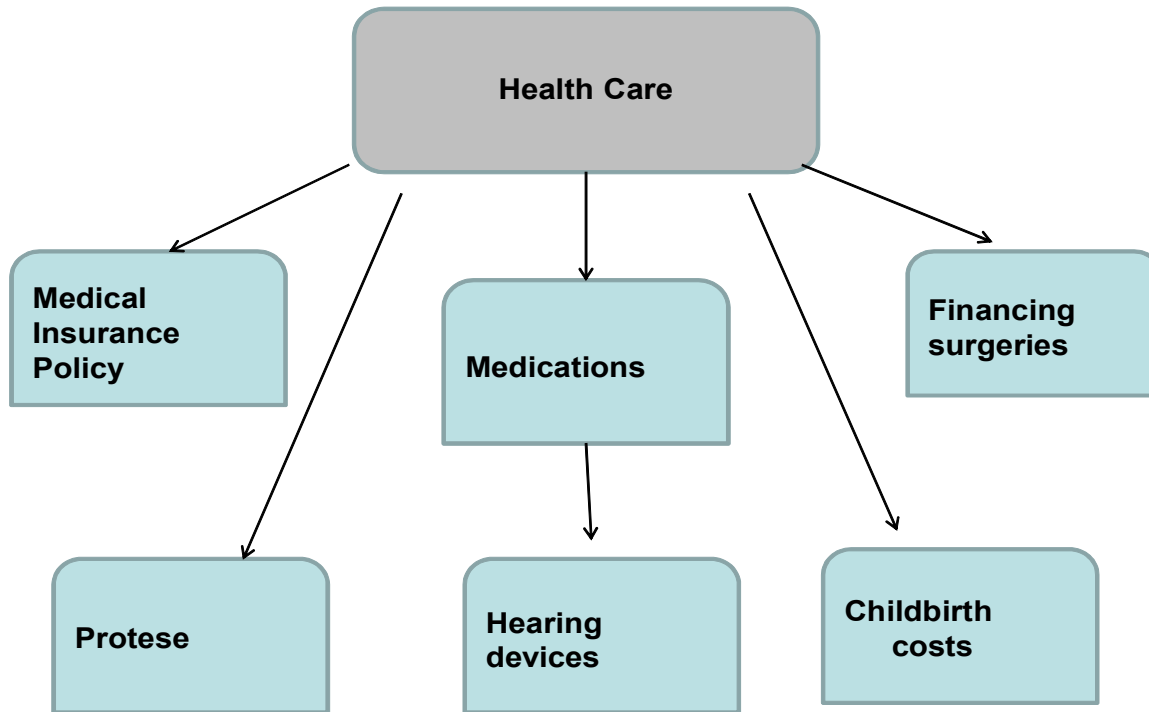 Health Care
Medical
Insurance
Policy
Medications
Financing
surgeries
Protese
Hearing
devices
Childbirth
costs